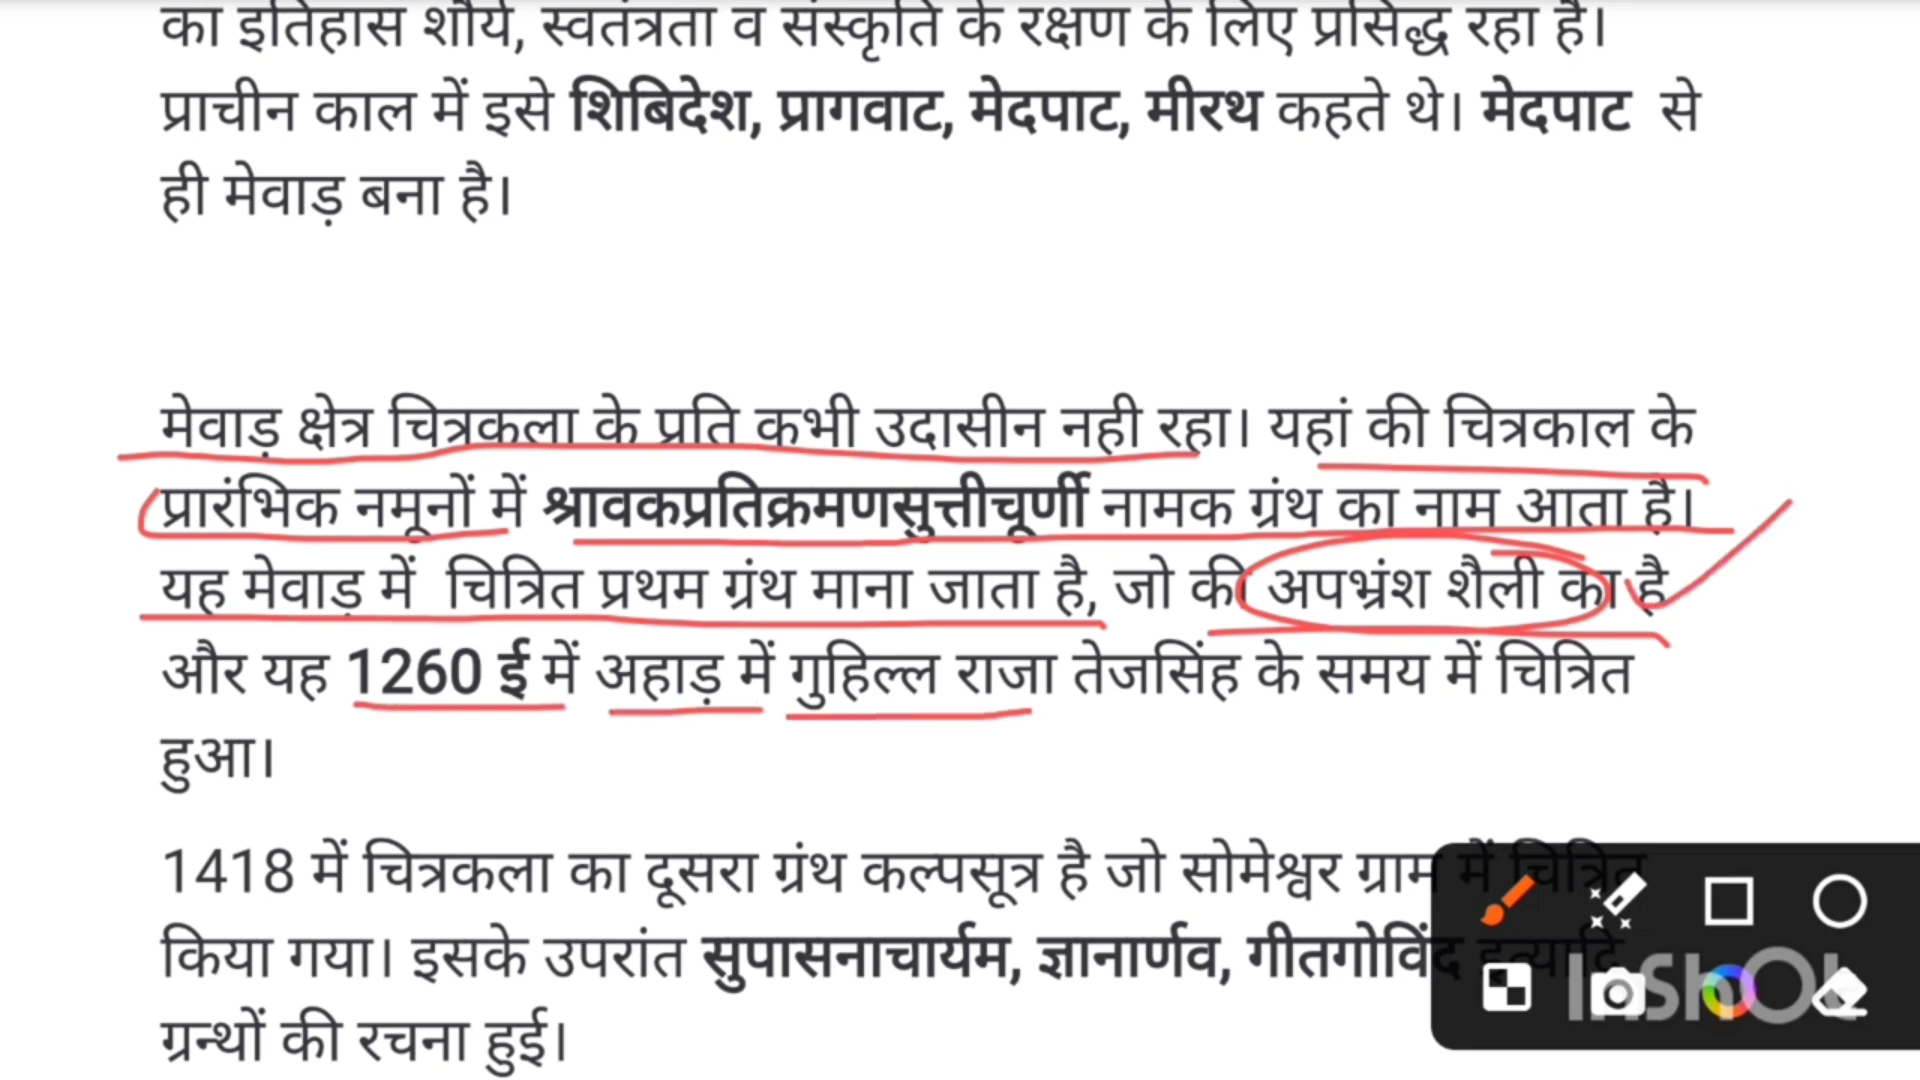 का इतिहास शौर्य, स्वतंत्रता व संस्कृति के रक्षण के लिए प्रसिद्ध रहा है।
प्राचीन काल में इसे शिबिदेश, प्रागवाट, मेदपाट, मीरथ कहते थे। मेदपाट से
ही मेवाड़ बना है।
मेवाड़ क्षेत्र चित्रकला के प्रति कभी उदासीन नही रहा। यहां की चित्रकाल के
प्रारंभिक नमूनों में श्रावकप्रतिक्रमणसुत्तीचूर्णी नामक ग्रंथ का नाम आता है।
यह मेवाड़ में चित्रित प्रथम ग्रंथ माना जाता है, जो की अपभ्रंश शैली का है
और यह 1260 ई में अहाड़ में गुहिल्ल राजा तेजसिंह के समय में चित्रित
हुआ।
1418 में चित्रकला का दूसरा ग्रंथ कल्पसूत्र है जो सोमेश्वर ग्राम में चित्रित
किया गया। इसके उपरांत सुपासनाचार्यम, ज्ञानार्णव, गीतगोविंद इत्यादि
InShOt
ग्रन्थों की रचना हुई।